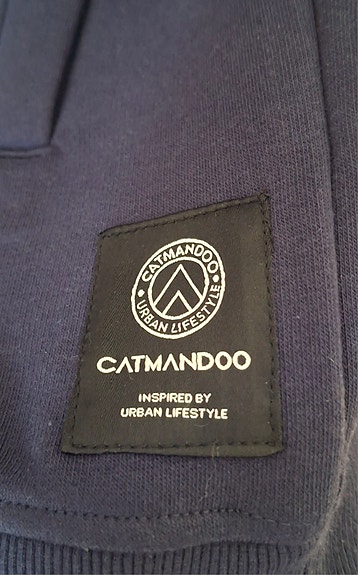 CATMANDOO
URBAN LIFESTYLE
CATMANDOO
INSPIRED BY
URBAN LIFESTYLE